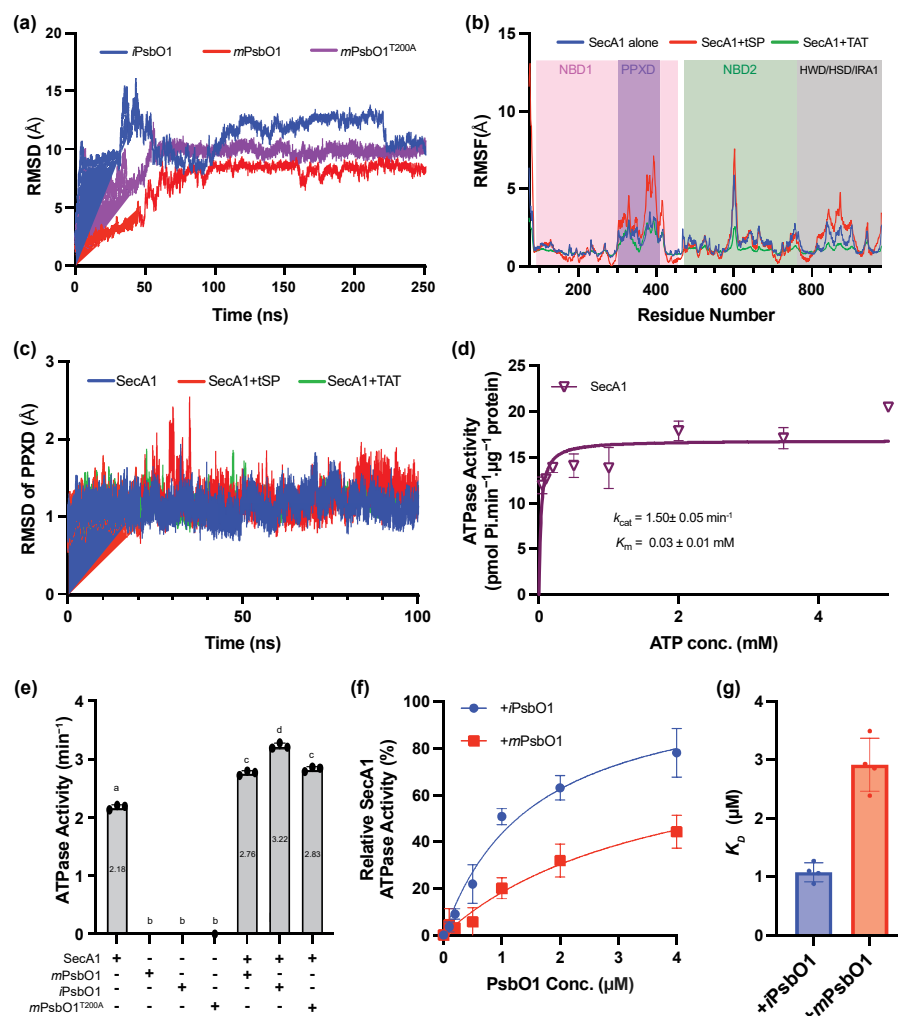 (a)
RMSD (Å)
20
15
10
5
0
iPsbO1 mPsbO1 mPsbO1T200A
0 50 100 150 200 250
Time (ns)
(b)
SecA1 alone SecA1+tSP SecA1+TAT
RMSF(Å)
15
10
5
0
NBD1 PPXD NBD2 HWD/HSD/IRA1
200 400 600 800
Residue Number
(c)
RMSD of PPXD (Å)
3
2
1
0
SecA1 SecA1+tSP SecA1+TAT
0 50 100
Time (ns)
(d)
ATPase Activity
(pmol Pi.min⁻¹.µg⁻¹ protein)
25
20
15
10
5
0
SecA1
kcat = 1.50± 0.05 min⁻¹
Km = 0.03 ± 0.01 mM
0 2 4
ATP conc. (mM)
(e)
ATPase Activity (min⁻¹)
4
3
2
1
0
a b b b c d c
2.18 2.76 3.22 2.83
SecA1 + - - - + + +
mPsbO1 - + - - + - -
iPsbO1 - - + - - + -
mPsbO1T200A - - - + - - +
(f)
Relative SecA1
ATPase Activity (%)
100
80
60
40
20
0
+iPsbO1
+mPsbO1
0 1 2 3 4
PsbO1 Conc. (µM)
(g)
KD (µM)
4
3
2
1
0
+iPsbO1
+mPsbO1